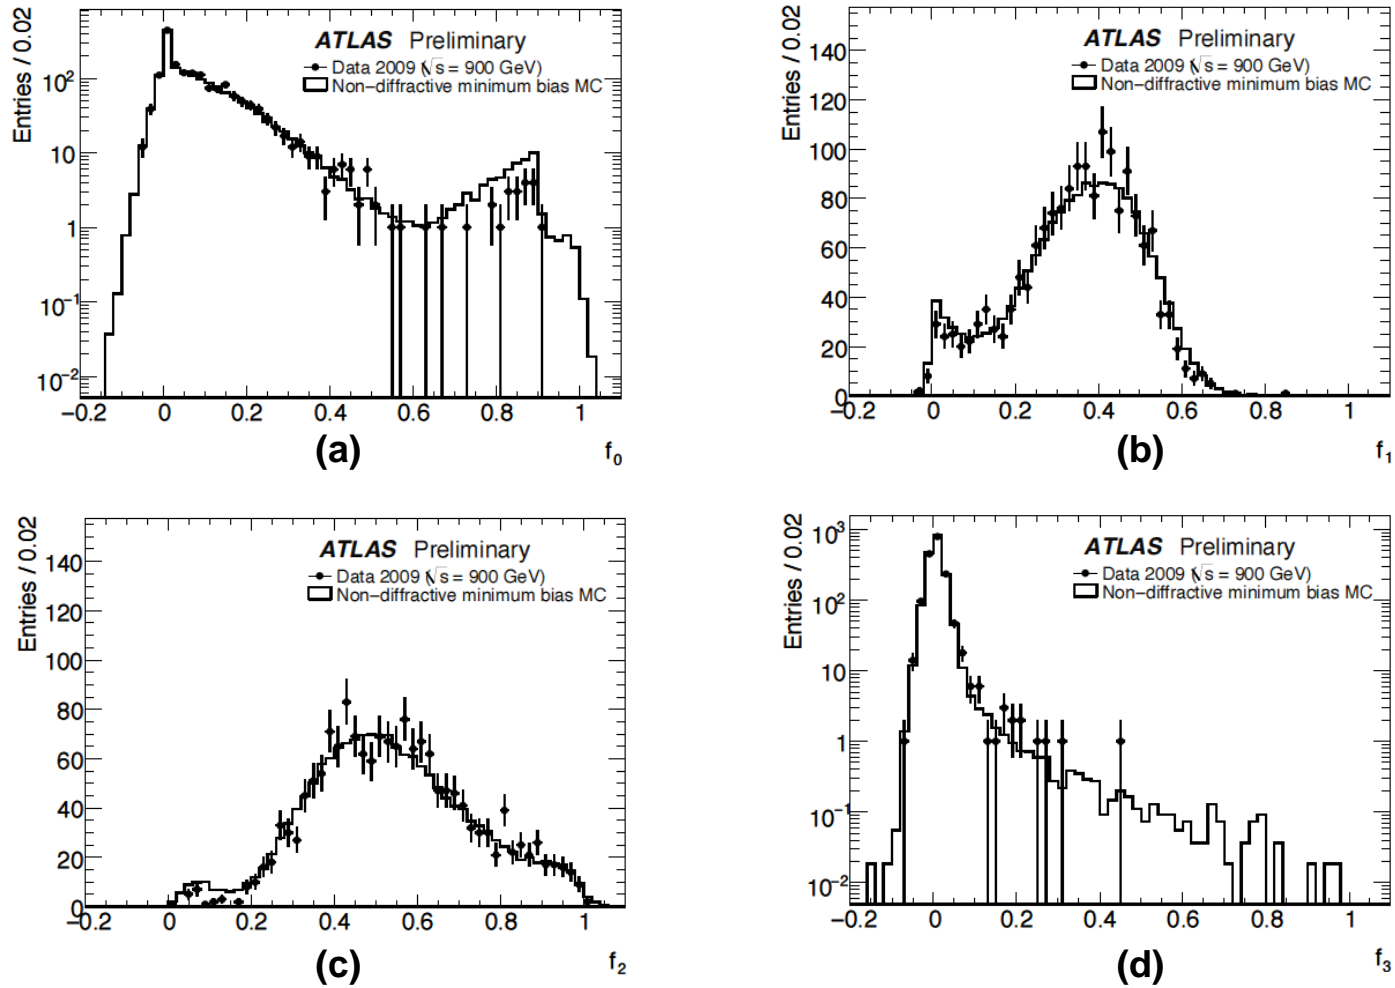 Entries / 0.02
ATLAS Preliminary
Data 2009 (√s = 900 GeV)
Non-diffractive minimum bias MC
10²
10
1
10⁻¹
10⁻²
−0.2 0 0.2 0.4 0.6 0.8 1
(a)
f₀
Entries / 0.02
ATLAS Preliminary
Data 2009 (√s = 900 GeV)
Non-diffractive minimum bias MC
140
120
100
80
60
40
20
0
−0.2 0 0.2 0.4 0.6 0.8 1
(b)
f₁
Entries / 0.02
ATLAS Preliminary
Data 2009 (√s = 900 GeV)
Non-diffractive minimum bias MC
140
120
100
80
60
40
20
0
−0.2 0 0.2 0.4 0.6 0.8 1
(c)
f₂
Entries / 0.02
ATLAS Preliminary
Data 2009 (√s = 900 GeV)
Non-diffractive minimum bias MC
10³
10²
10
1
10⁻¹
10⁻²
−0.2 0 0.2 0.4 0.6 0.8 1
(d)
f₃